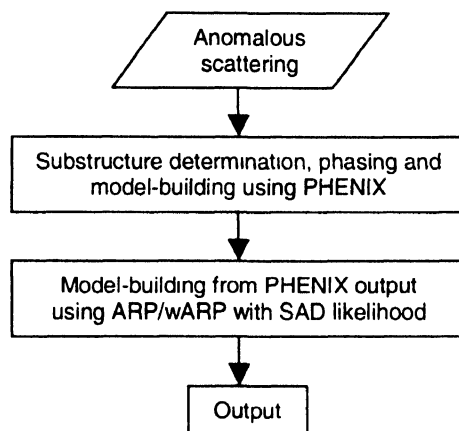 Anomalous
scattering
Substructure determination, phasing and
model-building using PHENIX
Model-building from PHENIX output
using ARP/wARP with SAD likelihood
Output